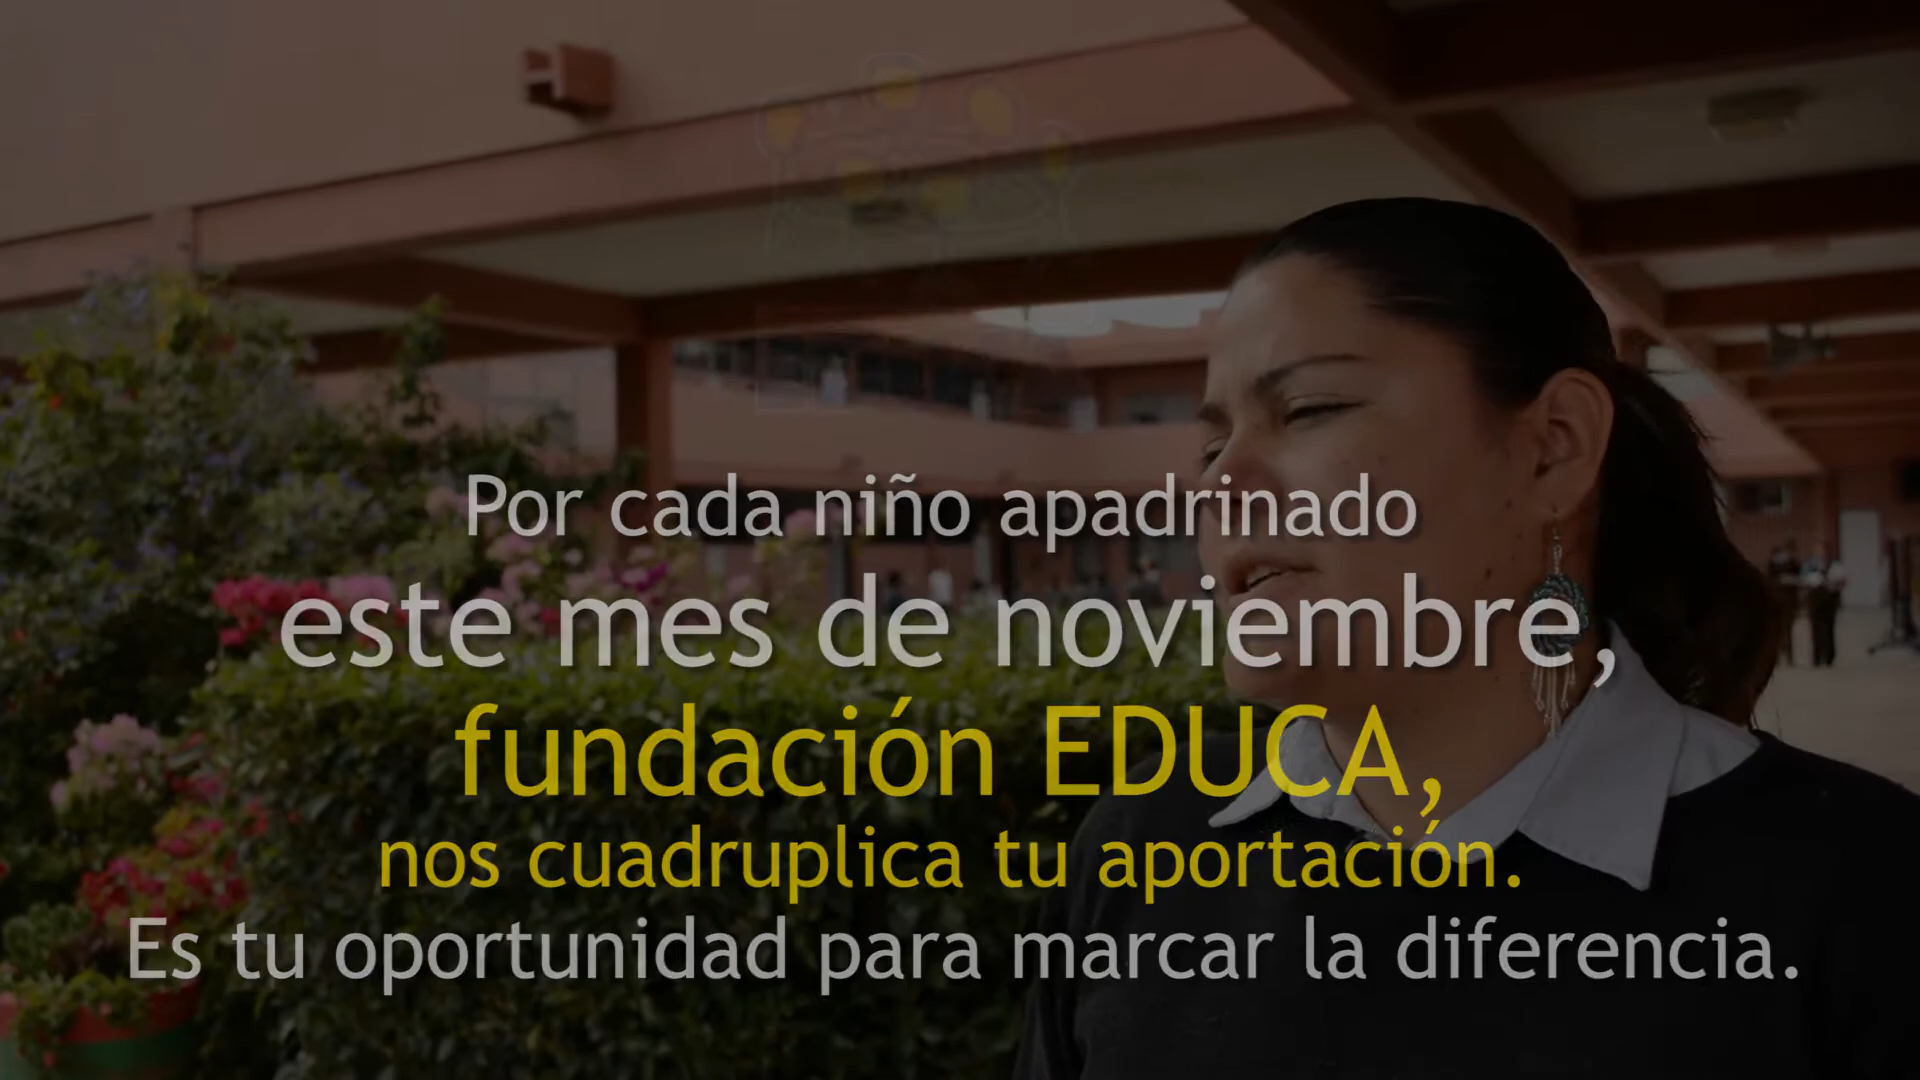 Por cada niño apadrinado
este mes de noviembre,
fundación EDUCA,
nos cuadruplica tu aportación.
Es tu oportunidad para marcar la diferencia.